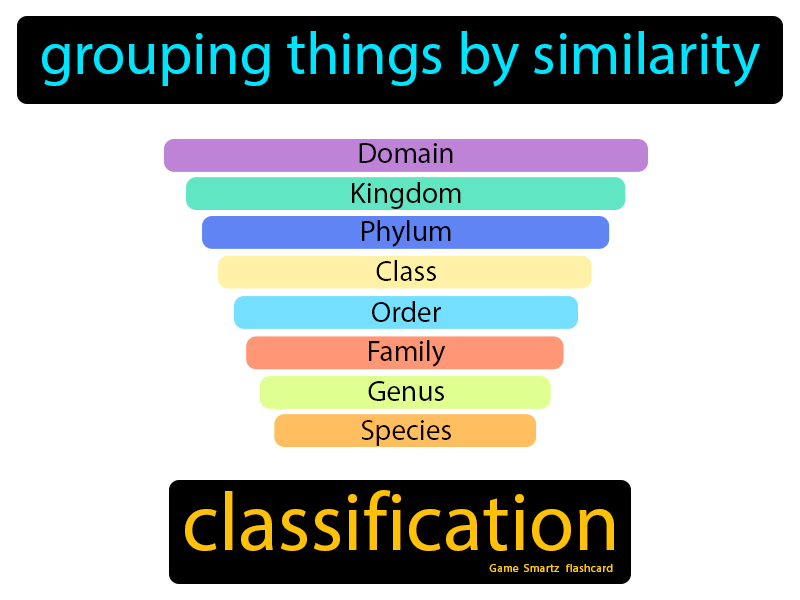 grouping things by similarity
Domain
Kingdom
Phylum
Class
Order
Family
Genus
Species
classification
Game Smartz flashcard